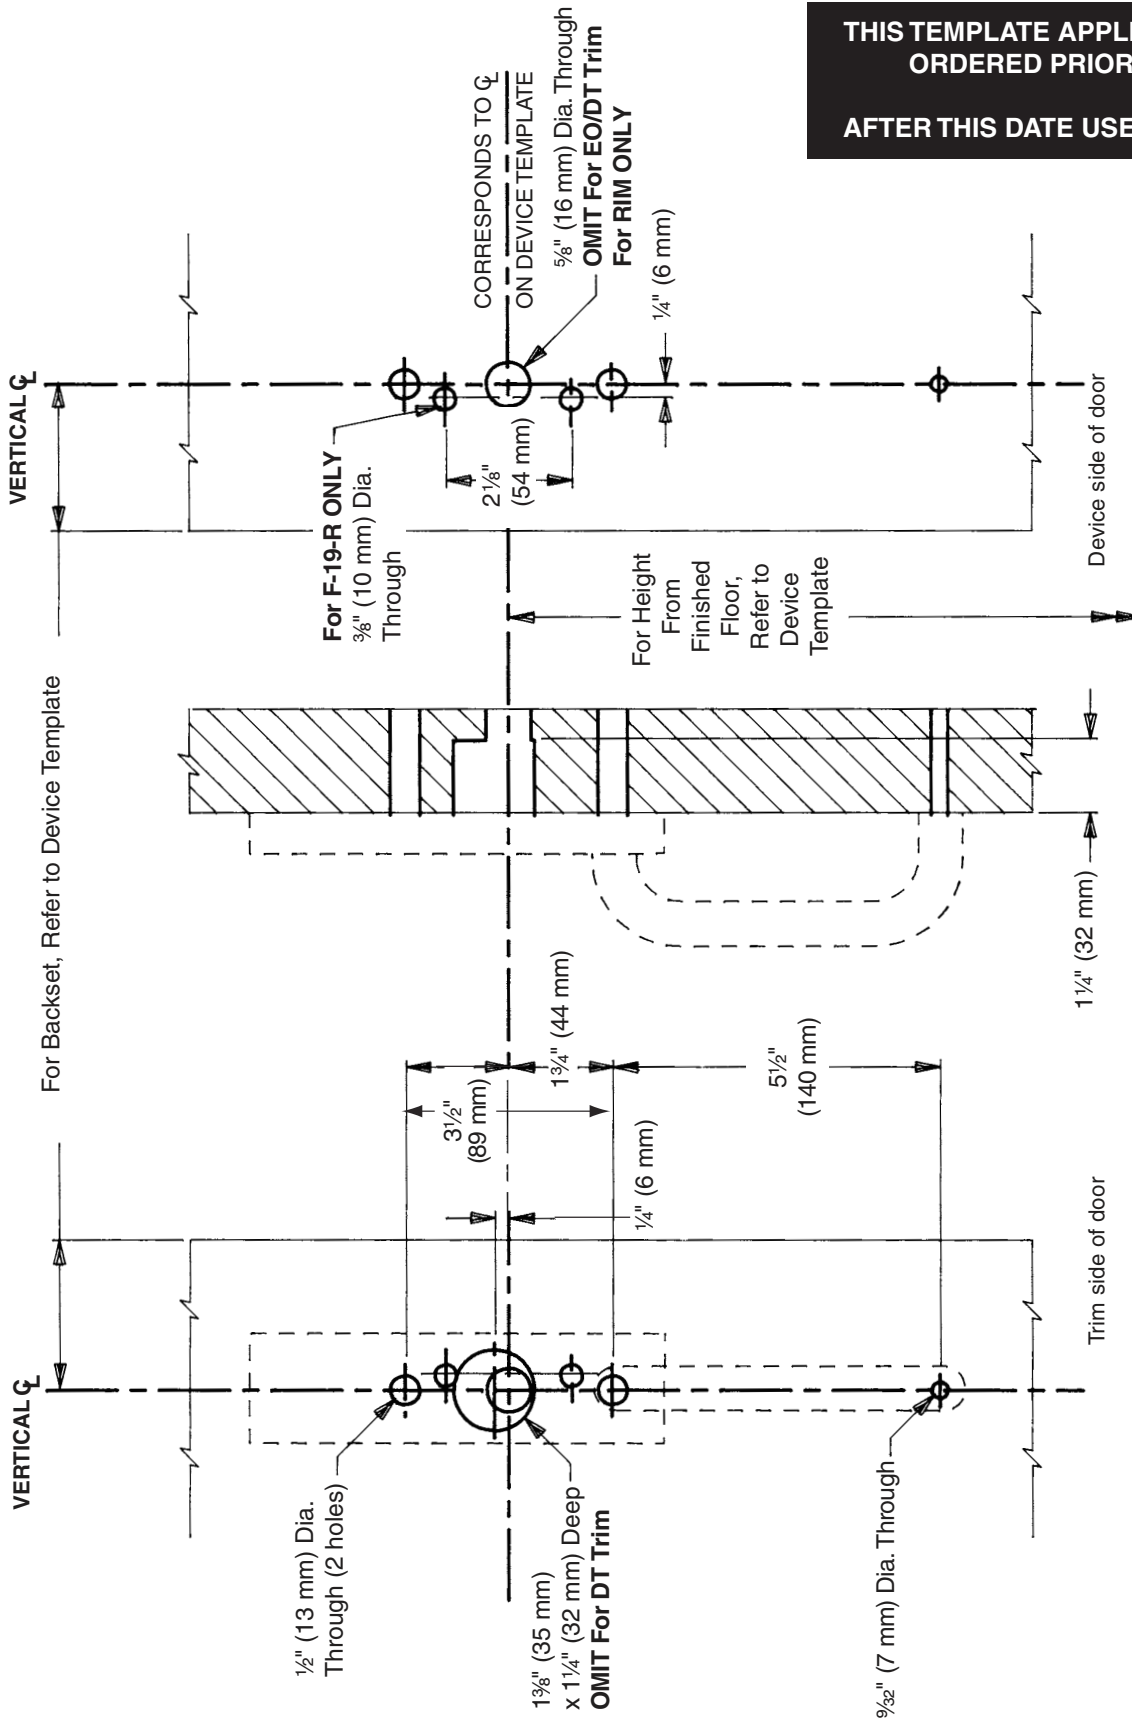 THIS TEMPLATE APPLI
ORDERED PRIOR
AFTER THIS DATE USE
VERTICAL ℄
For Backset, Refer to Device Template
VERTICAL ℄
½" (13 mm) Dia.
Through (2 holes)
1⅜" (35 mm)
x 1¼" (32 mm) Deep
OMIT For DT Trim
9/32" (7 mm) Dia. Through
3½"
(89 mm)
1¾" (44 mm)
¼" (6 mm)
5½"
(140 mm)
Trim side of door
1¼" (32 mm)
For Height
From
Finished
Floor,
Refer to
Device
Template
For F-19-R ONLY
⅜" (10 mm) Dia.
Through
2⅛"
(54 mm)
CORRESPONDS TO ℄
ON DEVICE TEMPLATE
⅝" (16 mm) Dia. Through
OMIT For EO/DT Trim
For RIM ONLY
¼" (6 mm)
Device side of door